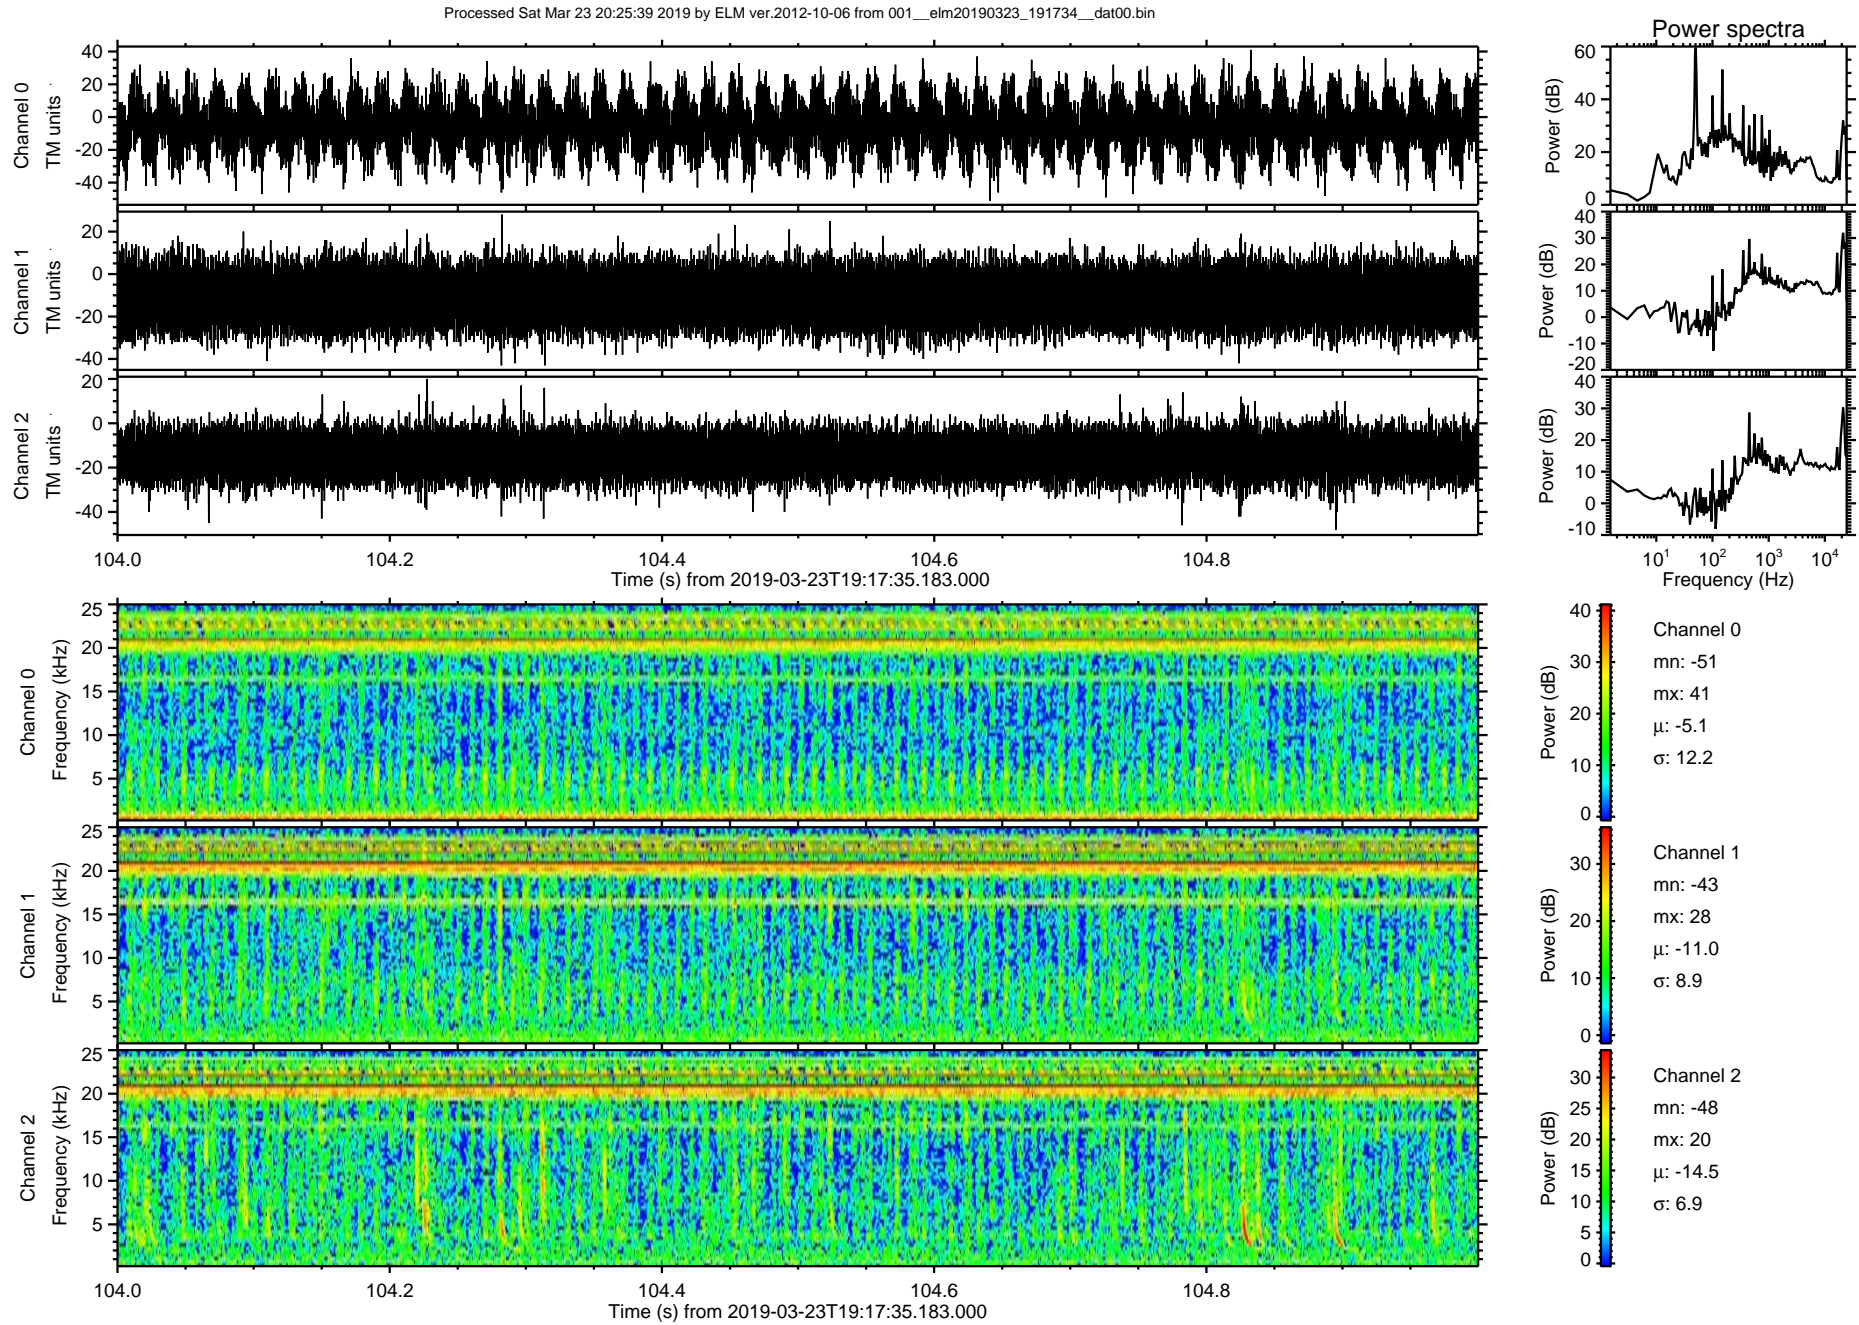 Processed Sat Mar 23 20:25:39 2019 by ELM ver.2012-10-06 from 001__elm20190323_191734__dat00.bin
Power spectra
Channel 0
TM units
40
20
0
-20
-40
Power (dB)
60
40
20
0
Channel 1
TM units
20
0
-20
-40
Power (dB)
40
30
20
10
0
-10
-20
Channel 2
TM units
20
0
-20
-40
Power (dB)
40
30
20
10
0
-10
104.0 104.2 104.4 104.6 104.8
Time (s) from 2019-03-23T19:17:35.183.000
10¹ 10² 10³ 10⁴
Frequency (Hz)
Channel 0
Frequency (kHz)
25
20
15
10
5
Power (dB)
40
30
20
10
0
Channel 0
mn: -51
mx: 41
μ: -5.1
σ: 12.2
Channel 1
Frequency (kHz)
25
20
15
10
5
Power (dB)
30
20
10
0
Channel 1
mn: -43
mx: 28
μ: -11.0
σ: 8.9
Channel 2
Frequency (kHz)
25
20
15
10
5
Power (dB)
30
25
20
15
10
5
0
Channel 2
mn: -48
mx: 20
μ: -14.5
σ: 6.9
104.0 104.2 104.4 104.6 104.8
Time (s) from 2019-03-23T19:17:35.183.000